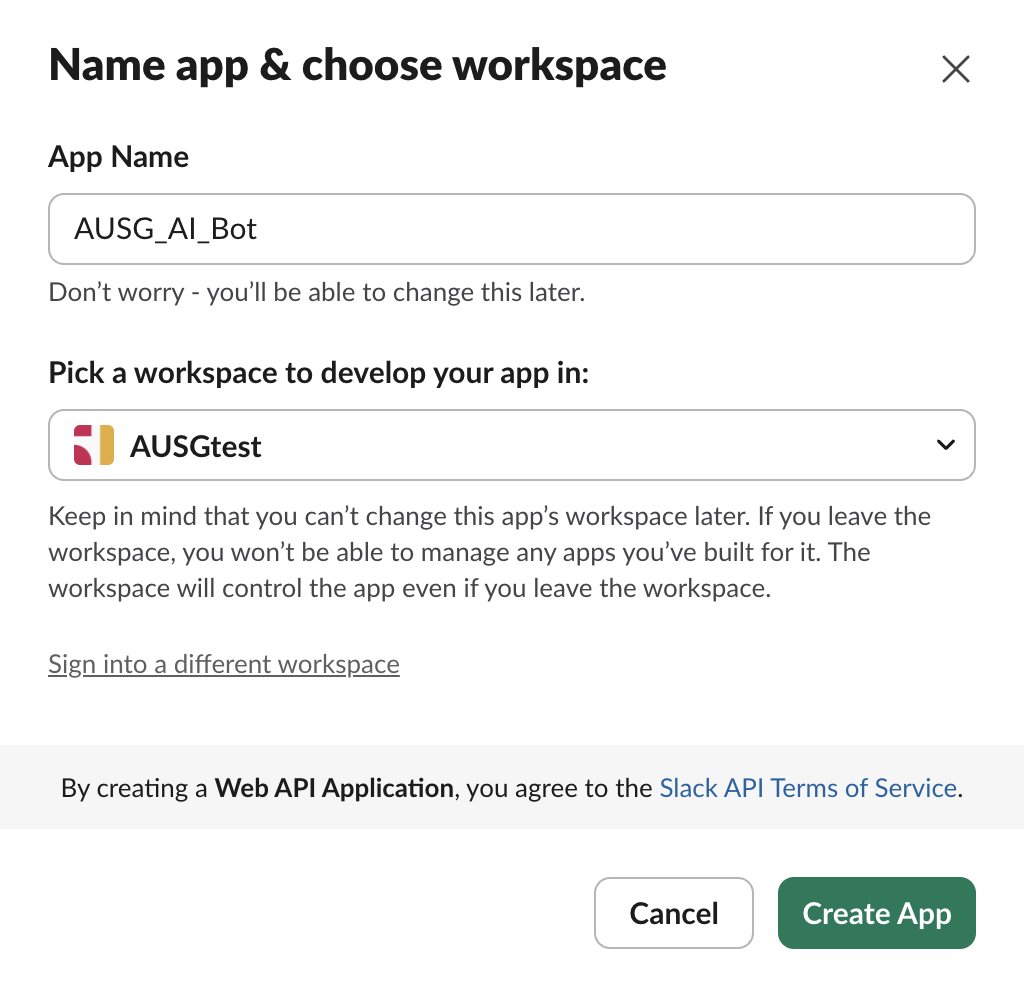 Name app & choose workspace
App Name
AUSG_AI_Bot
Don’t worry - you’ll be able to change this later.
Pick a workspace to develop your app in:
AUSGtest
Keep in mind that you can’t change this app’s workspace later. If you leave the
workspace, you won’t be able to manage any apps you’ve built for it. The
workspace will control the app even if you leave the workspace.
Sign into a different workspace
By creating a Web API Application, you agree to the Slack API Terms of Service.
Cancel
Create App